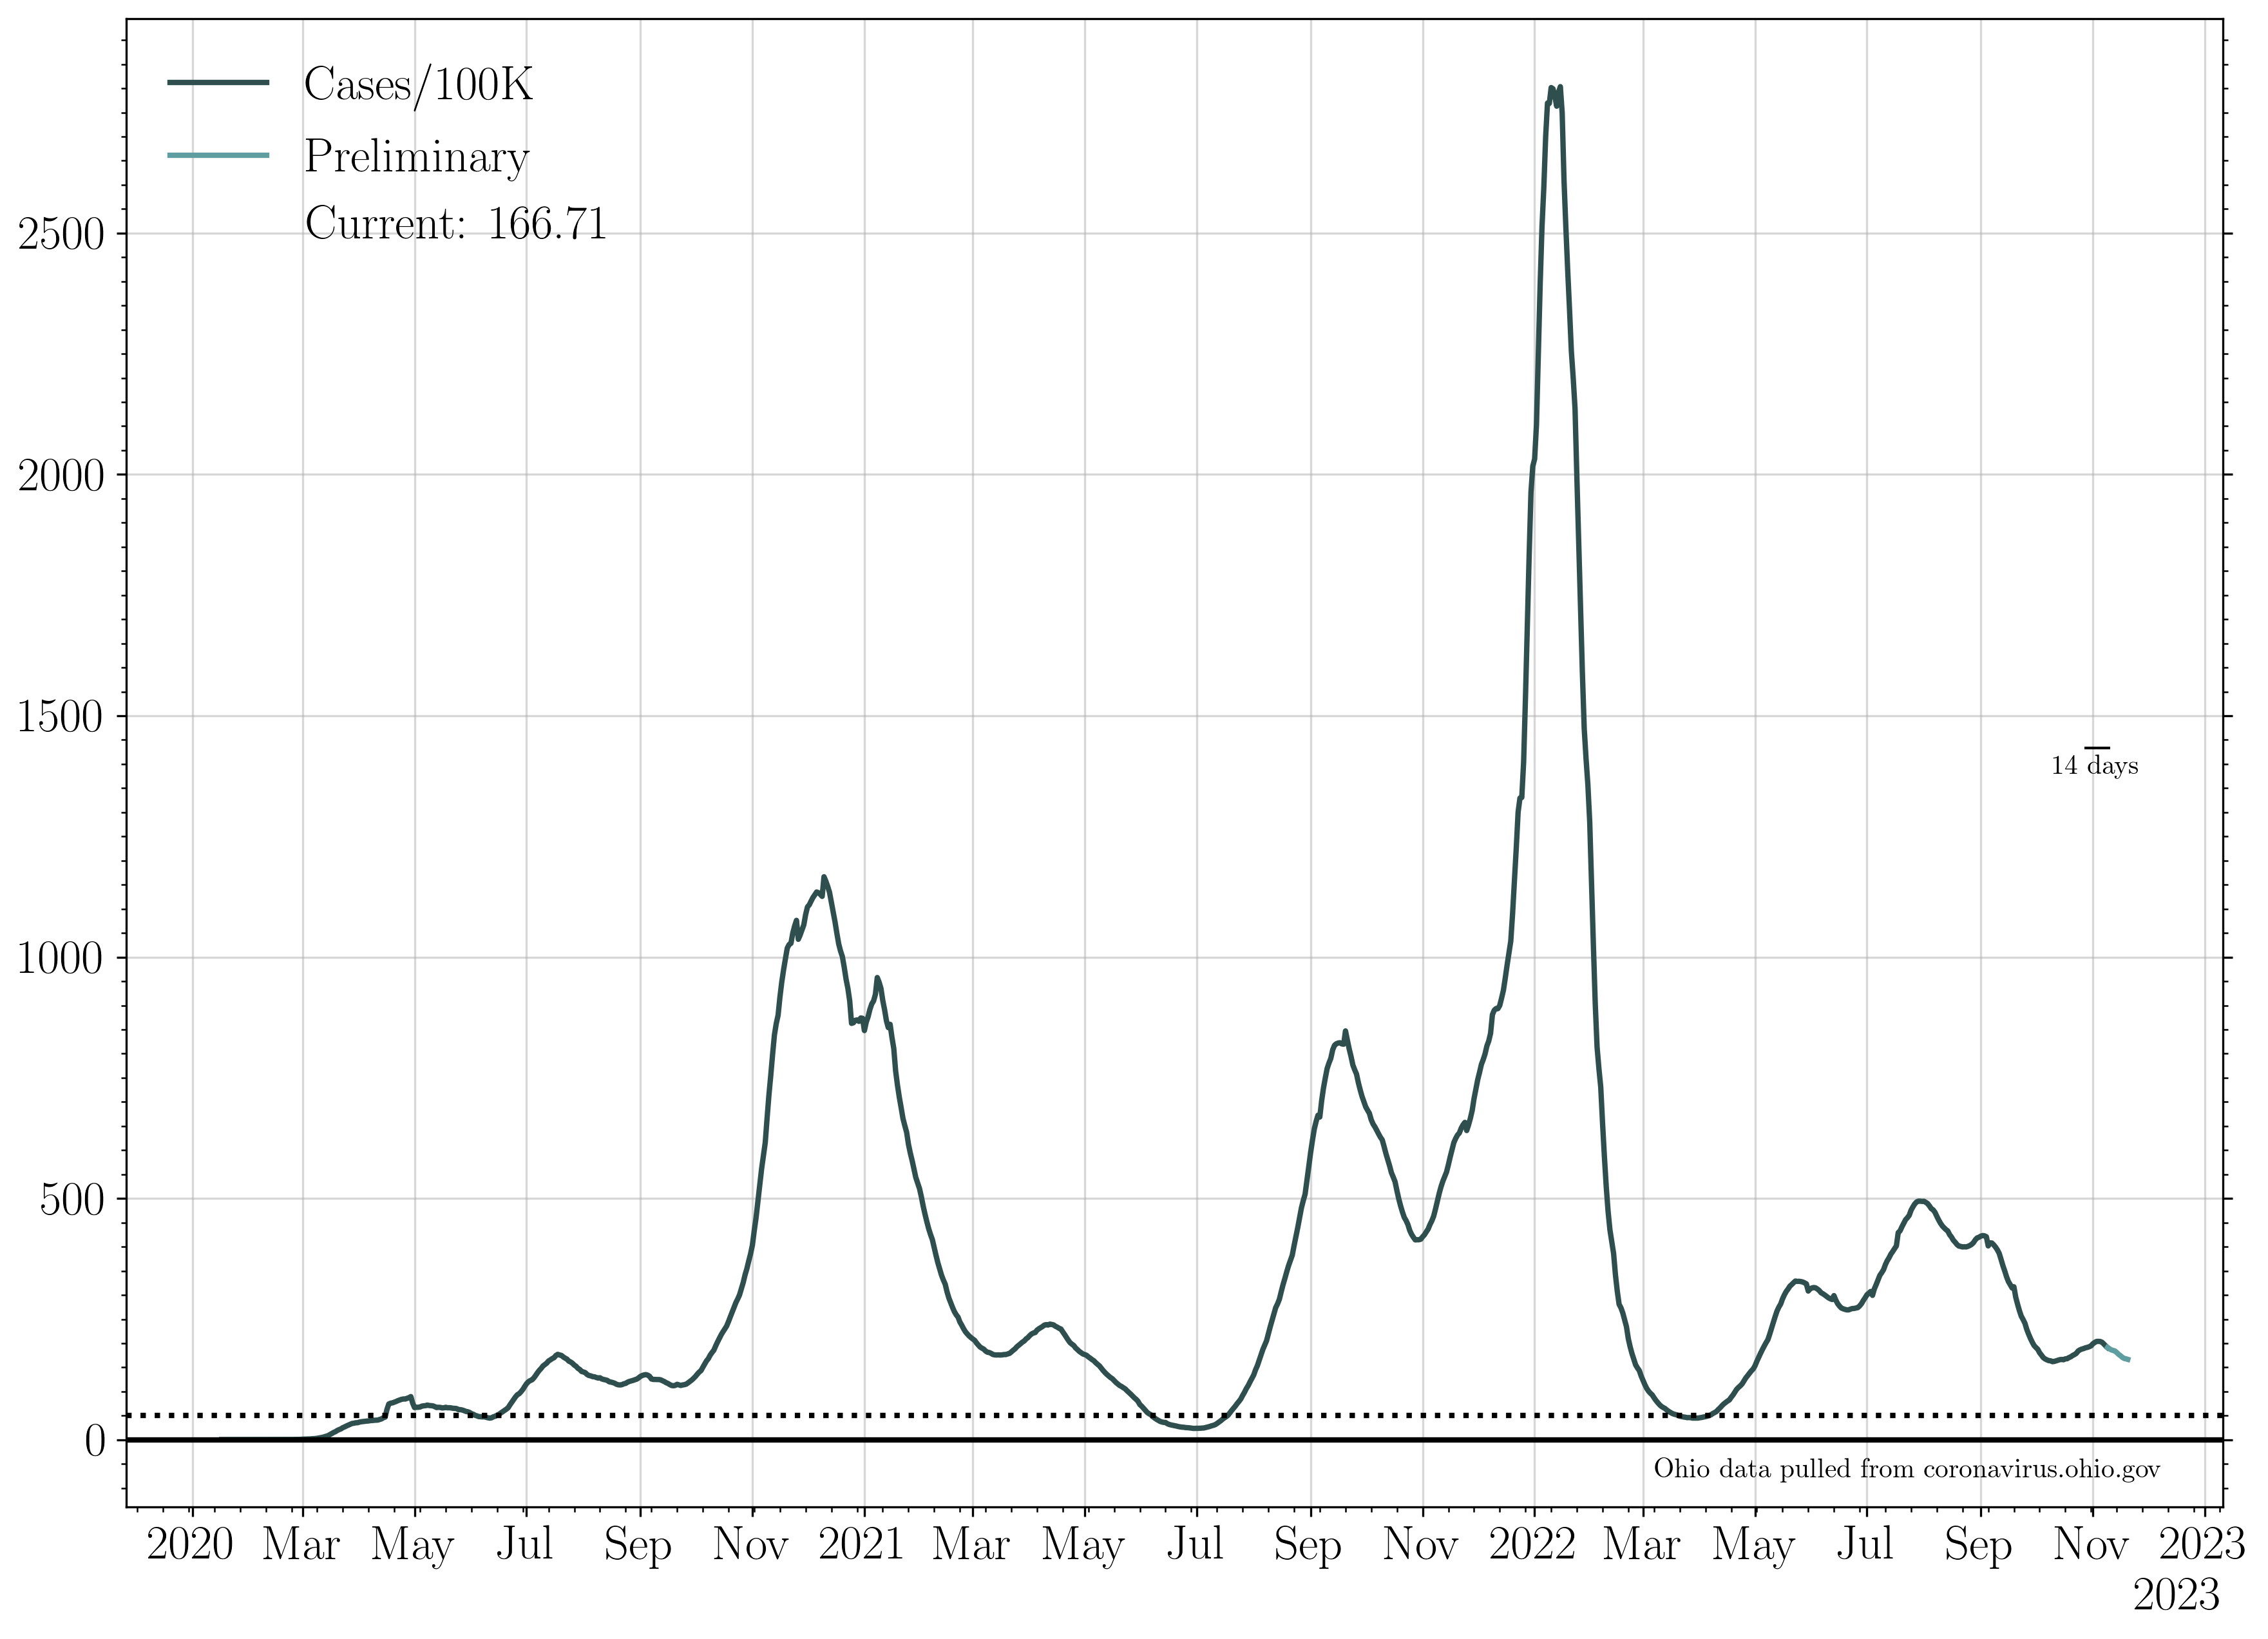 Cases/100K
Preliminary
Current: 166.71
2500
2000
1500
14 days
1000
500
0
Ohio data pulled from coronavirus.ohio.gov
2020 Mar May Jul Sep Nov 2021 Mar May Jul Sep Nov 2022 Mar May Jul Sep Nov 2023
2023